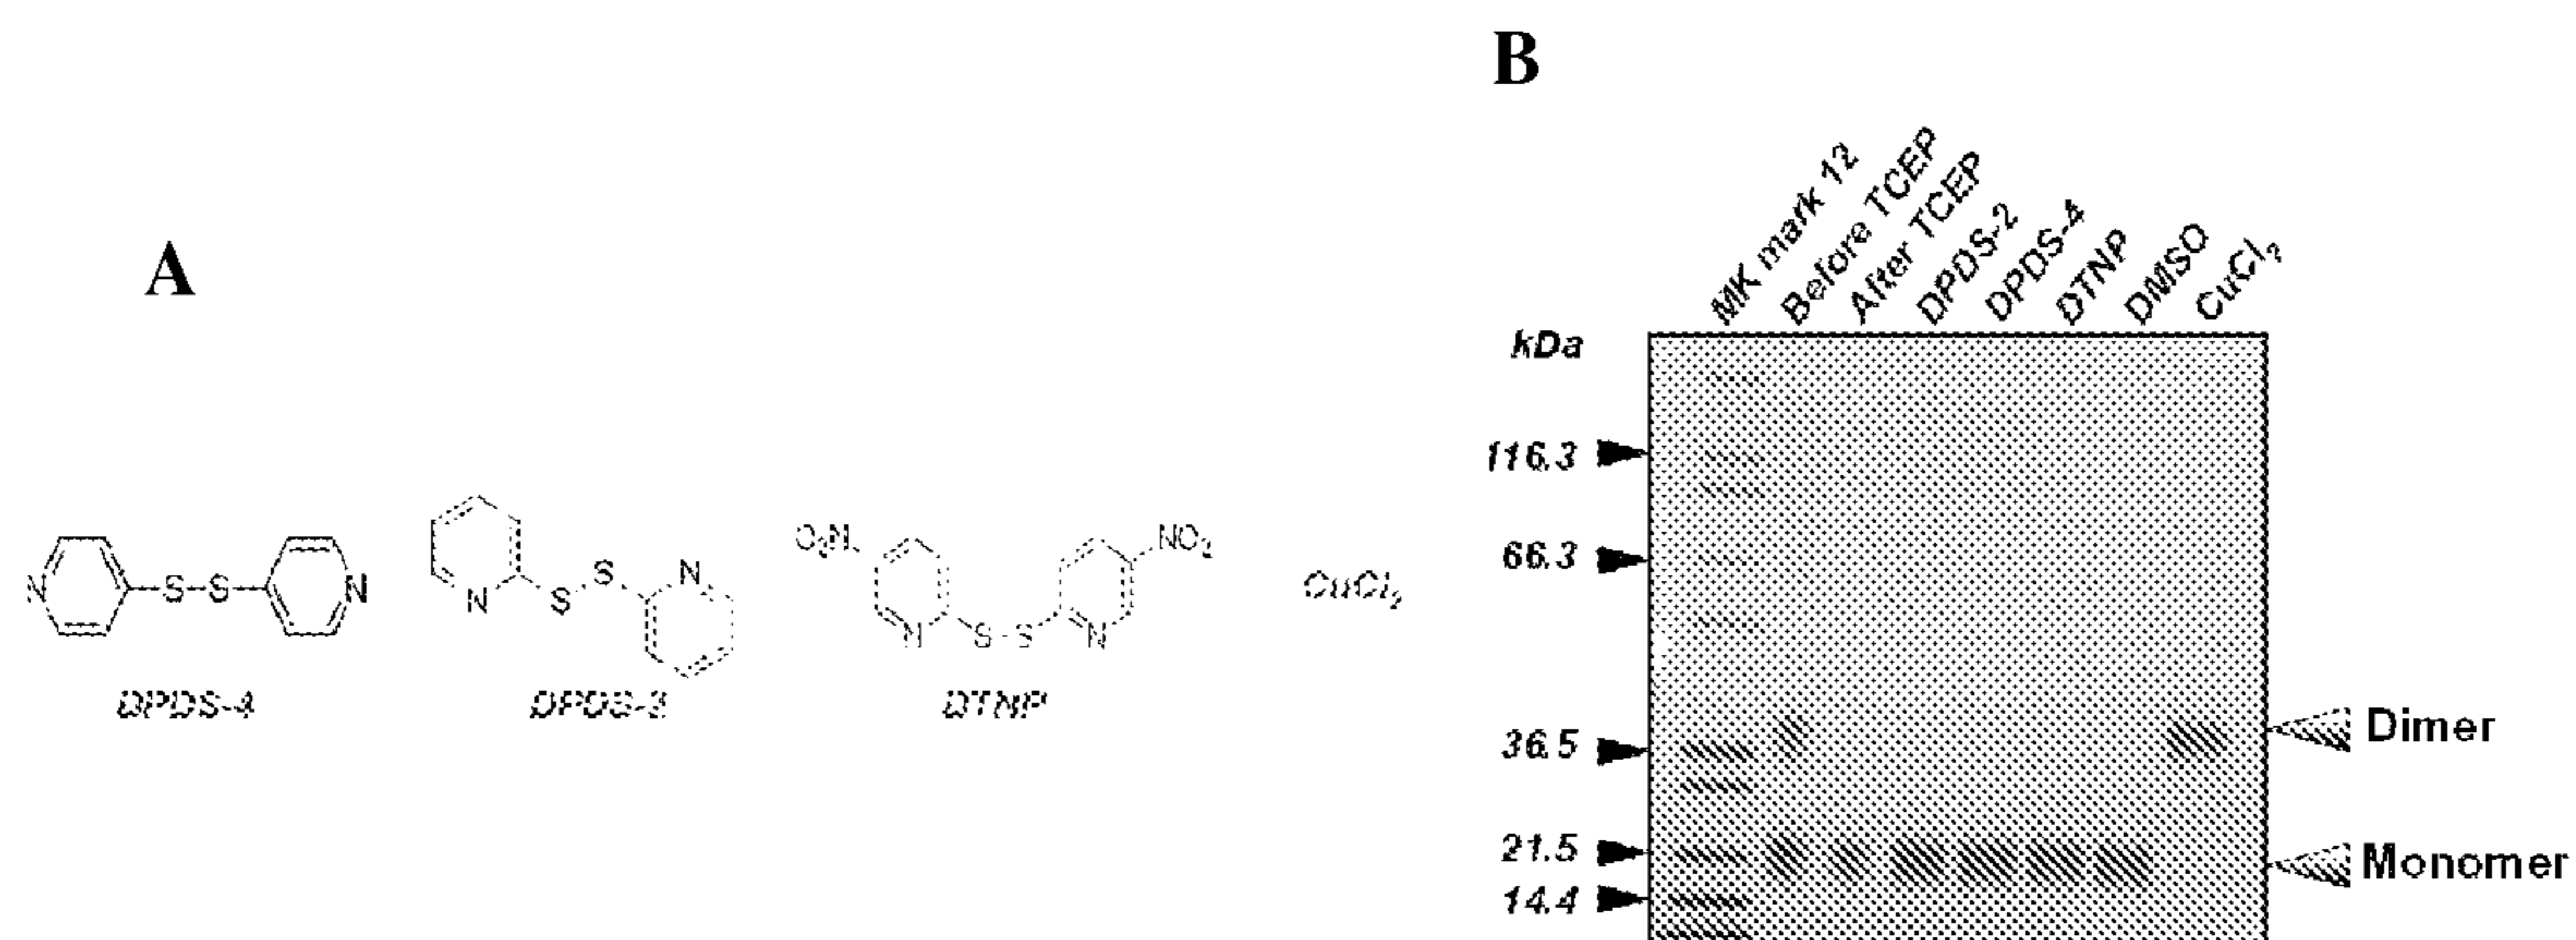 A
N S-S N
DPDS-4
N S S N
O₂N NO₂
N S-S N
DTNP
CuCl₂
B
MK mark 12
Before TCEP
After TCEP
DPDS-2
DPDS-4
DTNP
DMSO
CuCl₂
kDa
116.3
66.3
36.5
21.5
14.4
Dimer
Monomer